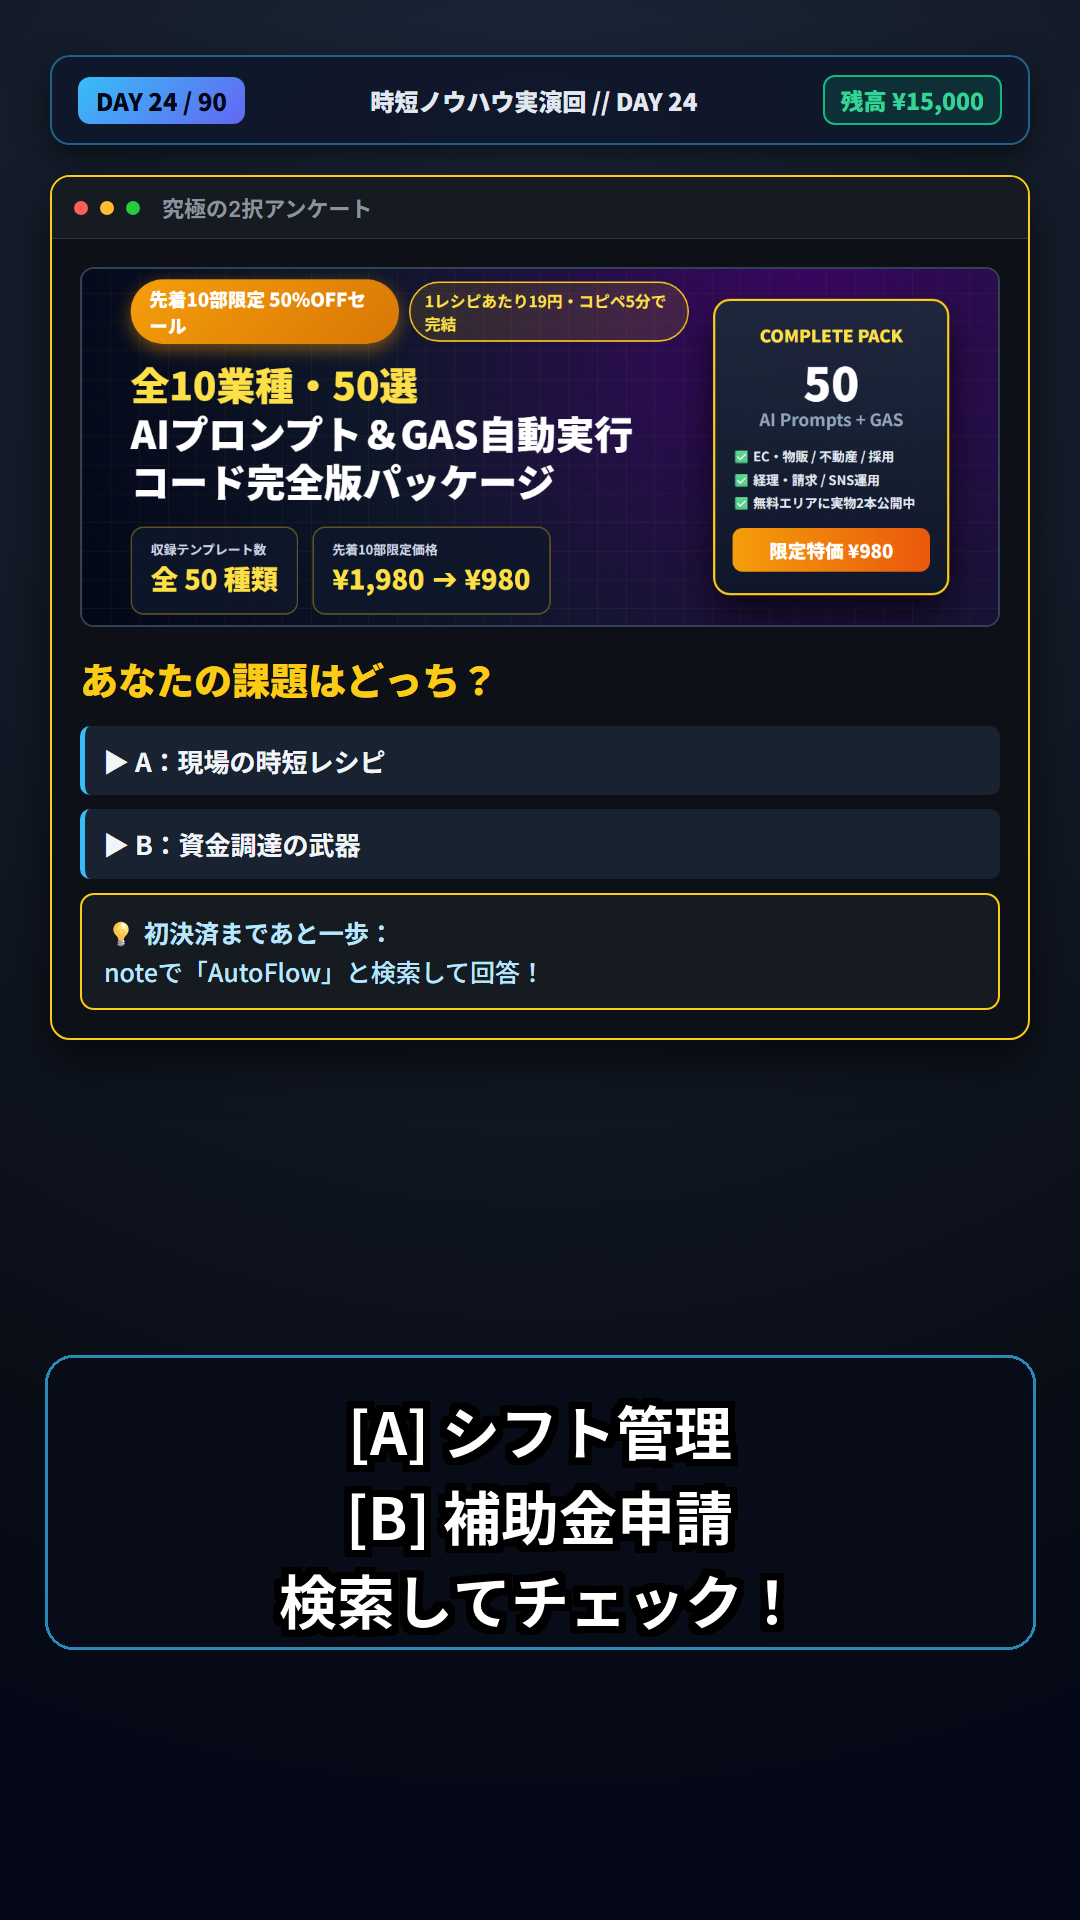 DAY 24 / 90
時短ノウハウ実演回 // DAY 24
残高 ¥15,000
究極の2択アンケート
先着10部限定 50%OFFセ
ール
1レシピあたり19円・コピペ5分で
完結
全10業種・50選
AIプロンプト＆GAS自動実行
コード完全版パッケージ
収録テンプレート数
全 50 種類
先着10部限定価格
¥1,980 → ¥980
COMPLETE PACK
50
AI Prompts + GAS
✅ EC・物販 / 不動産 / 採用
✅ 経理・請求 / SNS運用
✅ 無料エリアに実物2本公開中
限定特価 ¥980
あなたの課題はどっち？
▶ A：現場の時短レシピ
▶ B：資金調達の武器
💡 初決済まであと一歩：
noteで「AutoFlow」と検索して回答！
[A] シフト管理
[B] 補助金申請
検索してチェック！